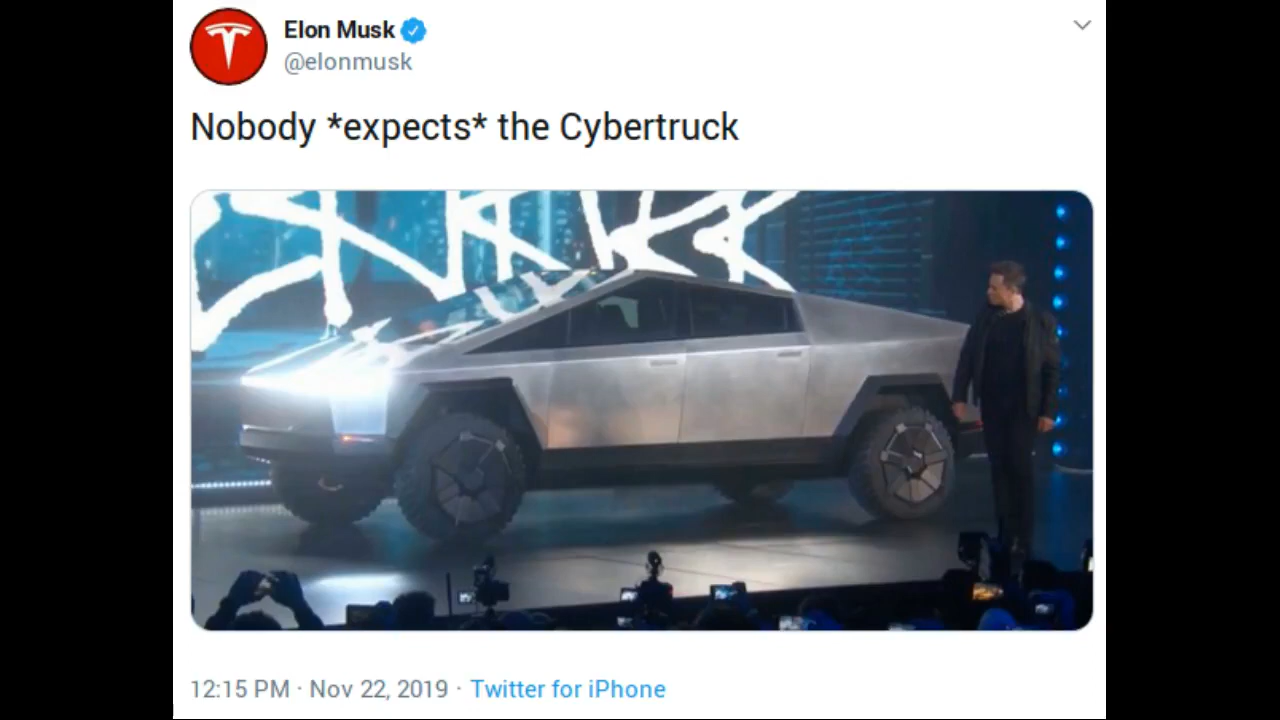 Elon Musk
@elonmusk
Nobody *expects* the Cybertruck
12:15 PM · Nov 22, 2019 · Twitter for iPhone